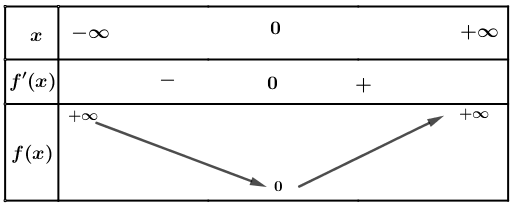 x −∞ 0 +∞
f′(x) − 0 +
+∞ +∞
f(x)
0